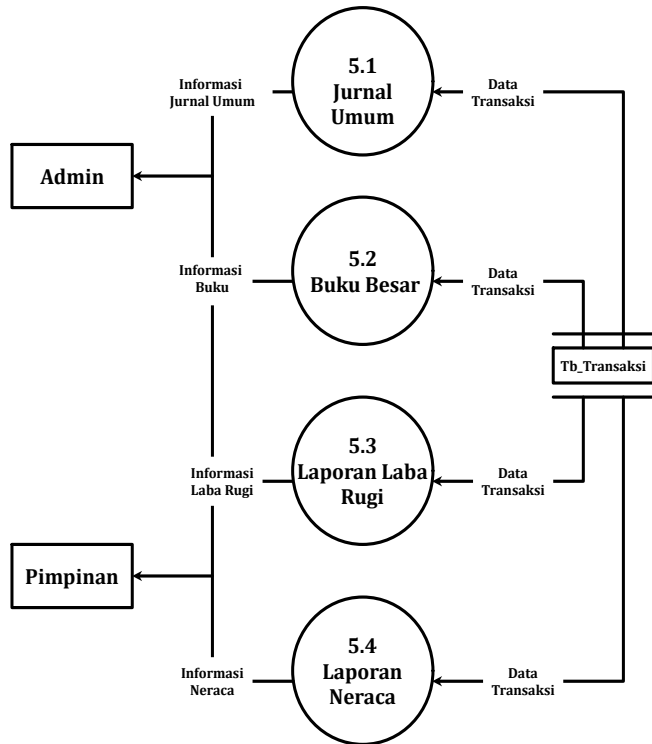 5.1
Jurnal
Umum
Informasi
Jurnal Umum
Data
Transaksi
Admin
5.2
Buku Besar
Informasi
Buku
Data
Transaksi
Tb_Transaksi
5.3
Laporan Laba
Rugi
Informasi
Laba Rugi
Data
Transaksi
Pimpinan
5.4
Laporan
Neraca
Informasi
Neraca
Data
Transaksi